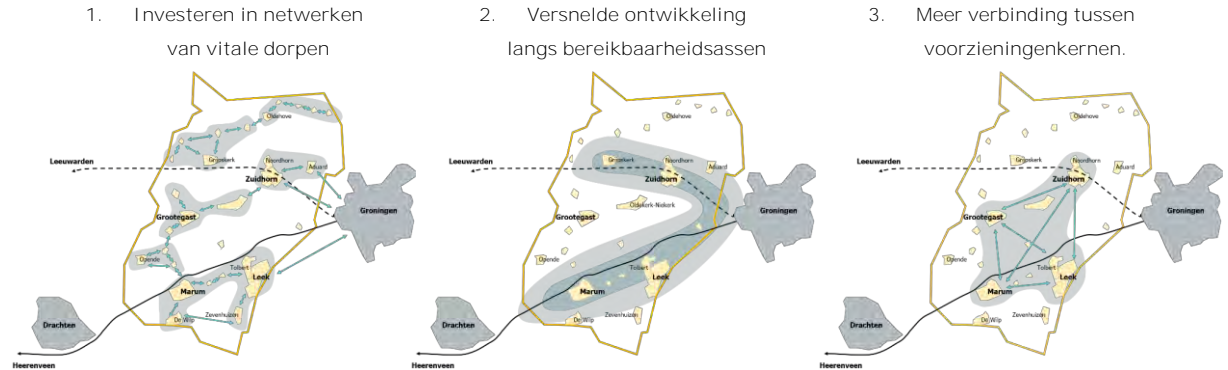 1. Investeren in netwerken
van vitale dorpen
Oldehove
Leeuwarden
Grijpskerk
Noordhorn
Aduard
Zuidhorn
Grootegast
Groningen
Opende
Tolbert
Leek
Marum
De Wilp
Zevenhuizen
Drachten
Heerenveen
2. Versnelde ontwikkeling
langs bereikbaarheidsassen
Oldehove
Leeuwarden
Grijpskerk
Noordhorn
Aduard
Zuidhorn
Oldekerk-Niekerk
Grootegast
Groningen
Opende
Tolbert
Leek
Marum
De Wilp
Zevenhuizen
Drachten
Heerenveen
3. Meer verbinding tussen
voorzieningenkernen.
Oldehove
Leeuwarden
Grijpskerk
Noordhorn
Aduard
Zuidhorn
Grootegast
Groningen
Opende
Tolbert
Leek
Marum
De Wilp
Zevenhuizen
Drachten
Heerenveen